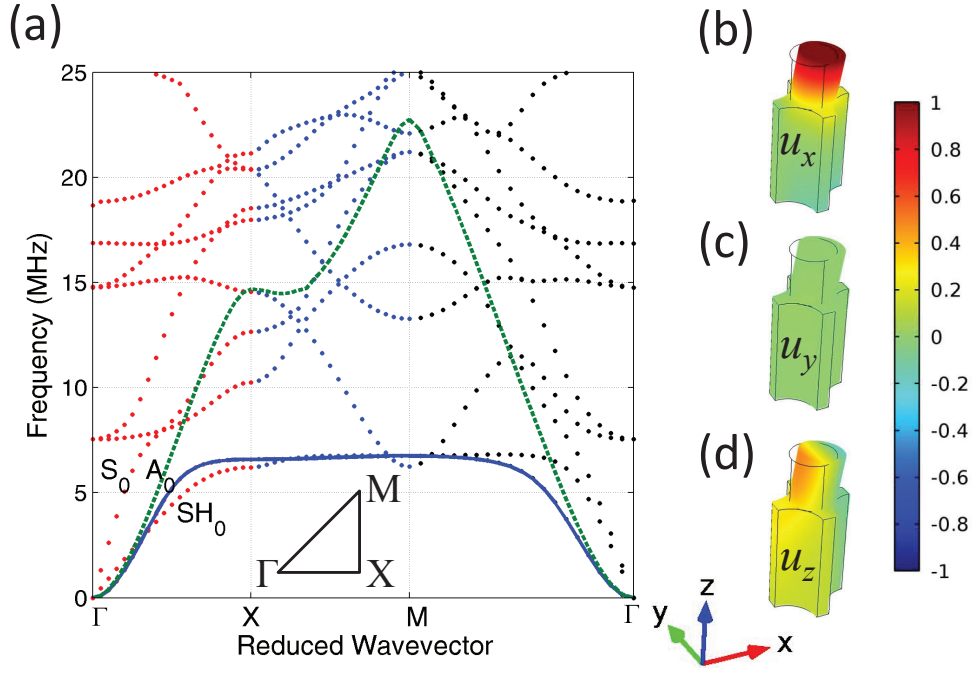 (a)
25
20
15
10
5
0
Frequency (MHz)
S0 A0
SH0
M
Γ X
Γ X M Γ
Reduced Wavevector
(b)
ux
(c)
uy
(d)
uz
1
0.8
0.6
0.4
0.2
0
-0.2
-0.4
-0.6
-0.8
-1
z
y
x